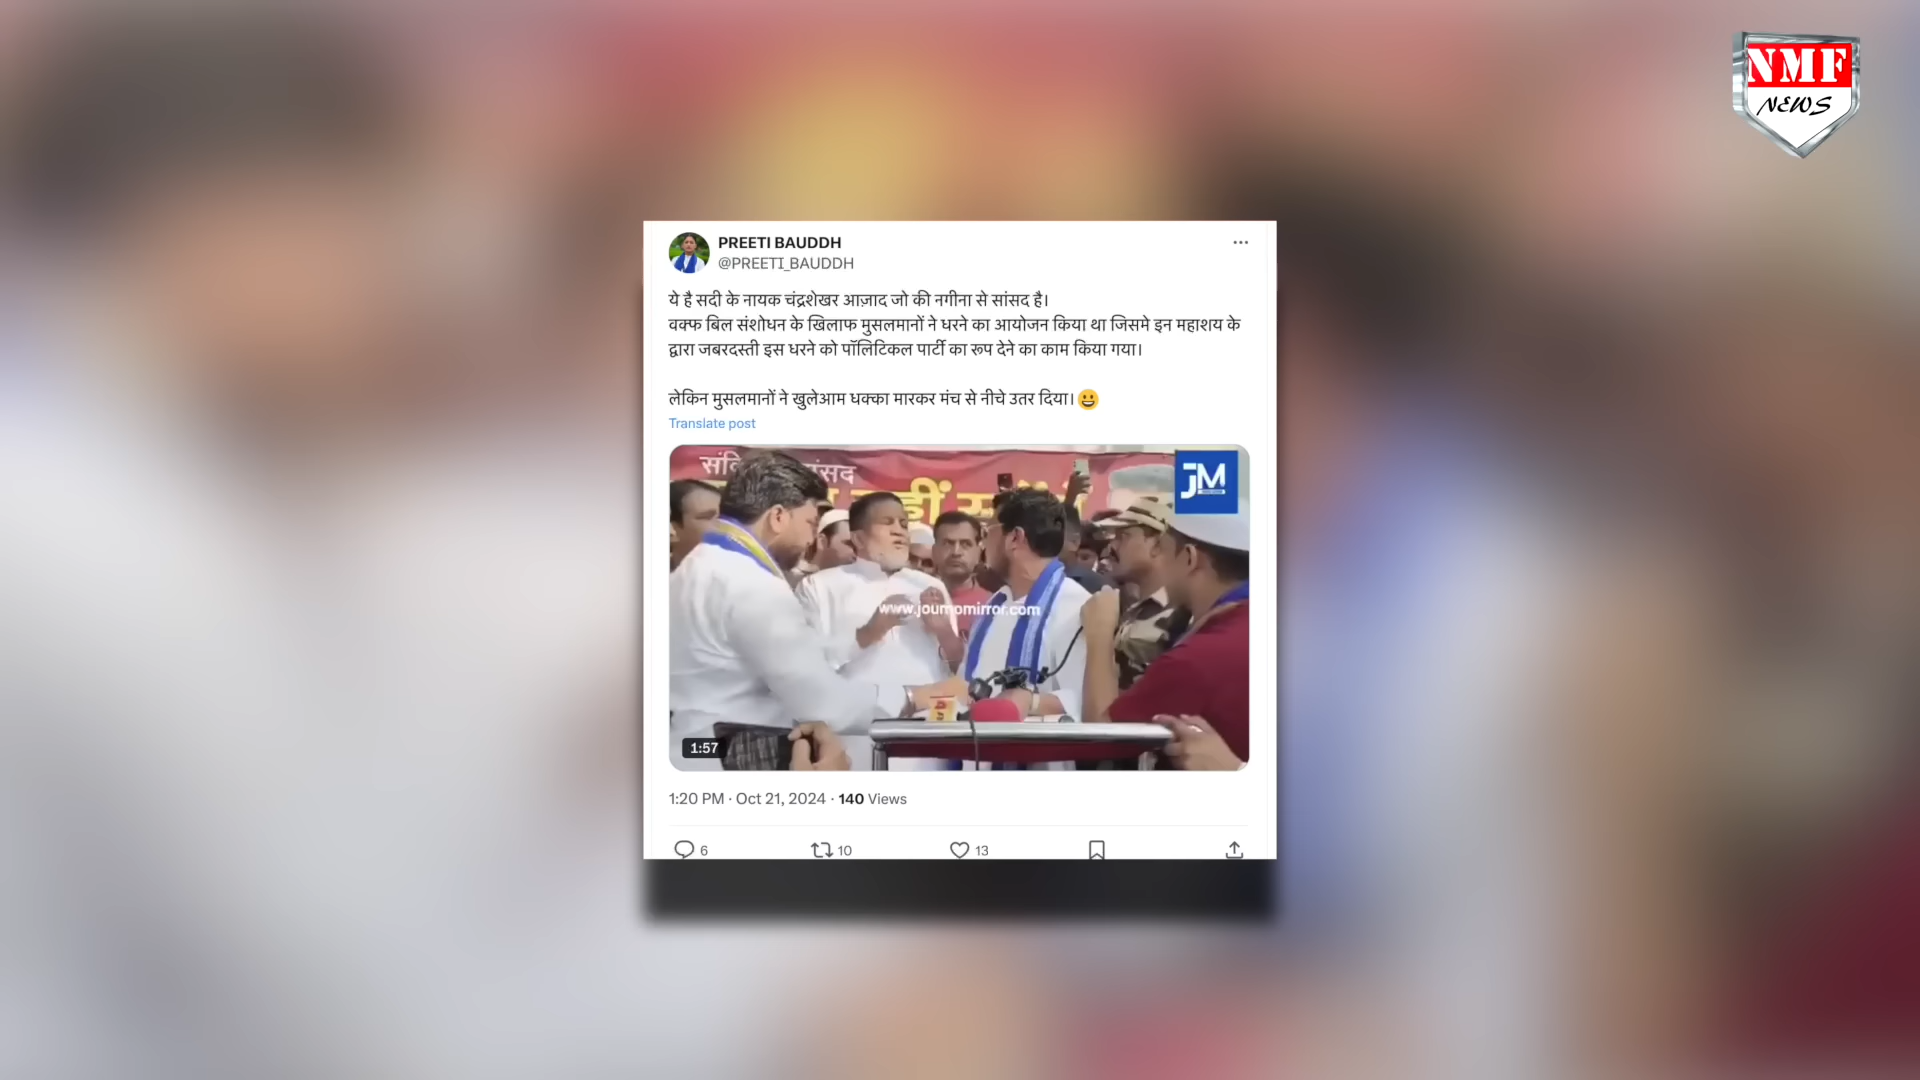 NMF
NEWS
PREETI BAUDDH
@PREETI_BAUDDH
ये है सदी के नायक चंद्रशेखर आज़ाद जो की नगीना से सांसद है।
वक्फ बिल संशोधन के खिलाफ मुसलमानों ने धरने का आयोजन किया था जिसमे इन महाशय के
द्वारा जबरदस्ती इस धरने को पॉलिटिकल पार्टी का रूप देने का काम किया गया।
लेकिन मुसलमानों ने खुलेआम धक्का मारकर मंच से नीचे उतर दिया।😀
Translate post
JM
www.journomirror.com
1:57
1:20 PM · Oct 21, 2024 · 140 Views
6 10 13